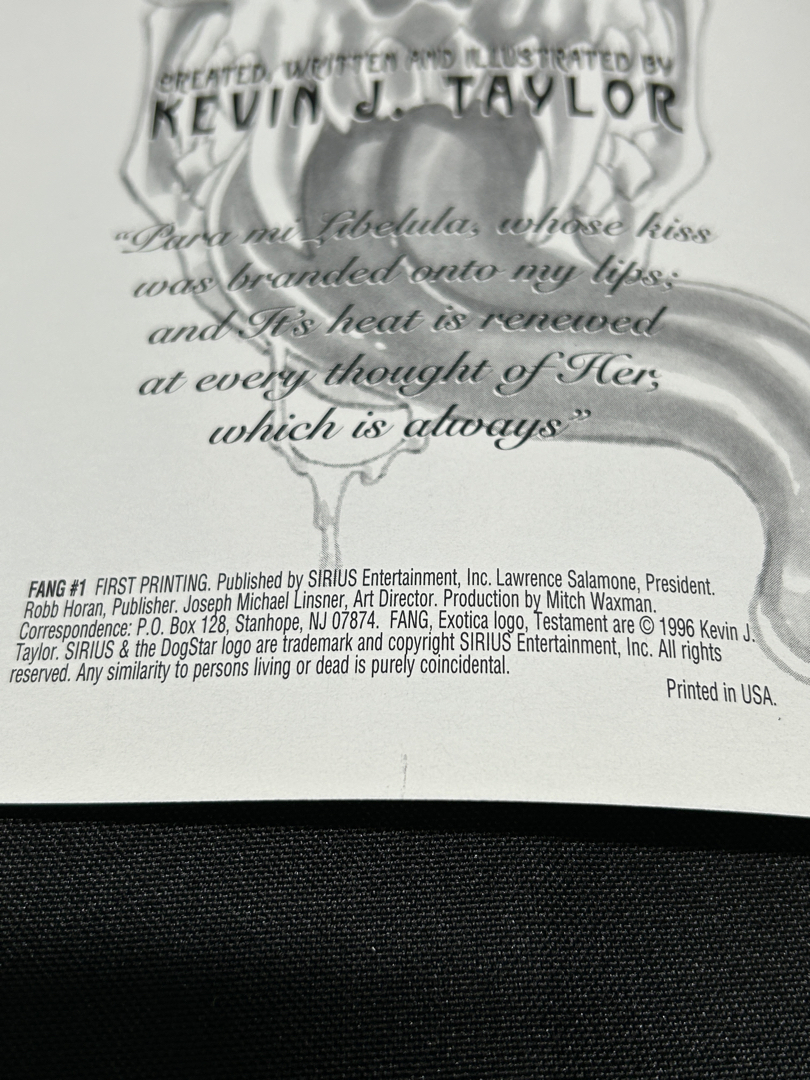 CREATED, WRITTEN AND ILLUSTRATED BY
KEVIN J. TAYLOR
"Para mi Libelula, whose kiss
was branded onto my lips;
and It's heat is renewed
at every thought of Her,
which is always"
FANG #1 FIRST PRINTING. Published by SIRIUS Entertainment, Inc. Lawrence Salamone, President.
Robb Horan, Publisher. Joseph Michael Linsner, Art Director. Production by Mitch Waxman.
Correspondence: P.O. Box 128, Stanhope, NJ 07874. FANG, Exotica logo, Testament are © 1996 Kevin J.
Taylor. SIRIUS & the DogStar logo are trademark and copyright SIRIUS Entertainment, Inc. All rights
reserved. Any similarity to persons living or dead is purely coincidental.
Printed in USA.